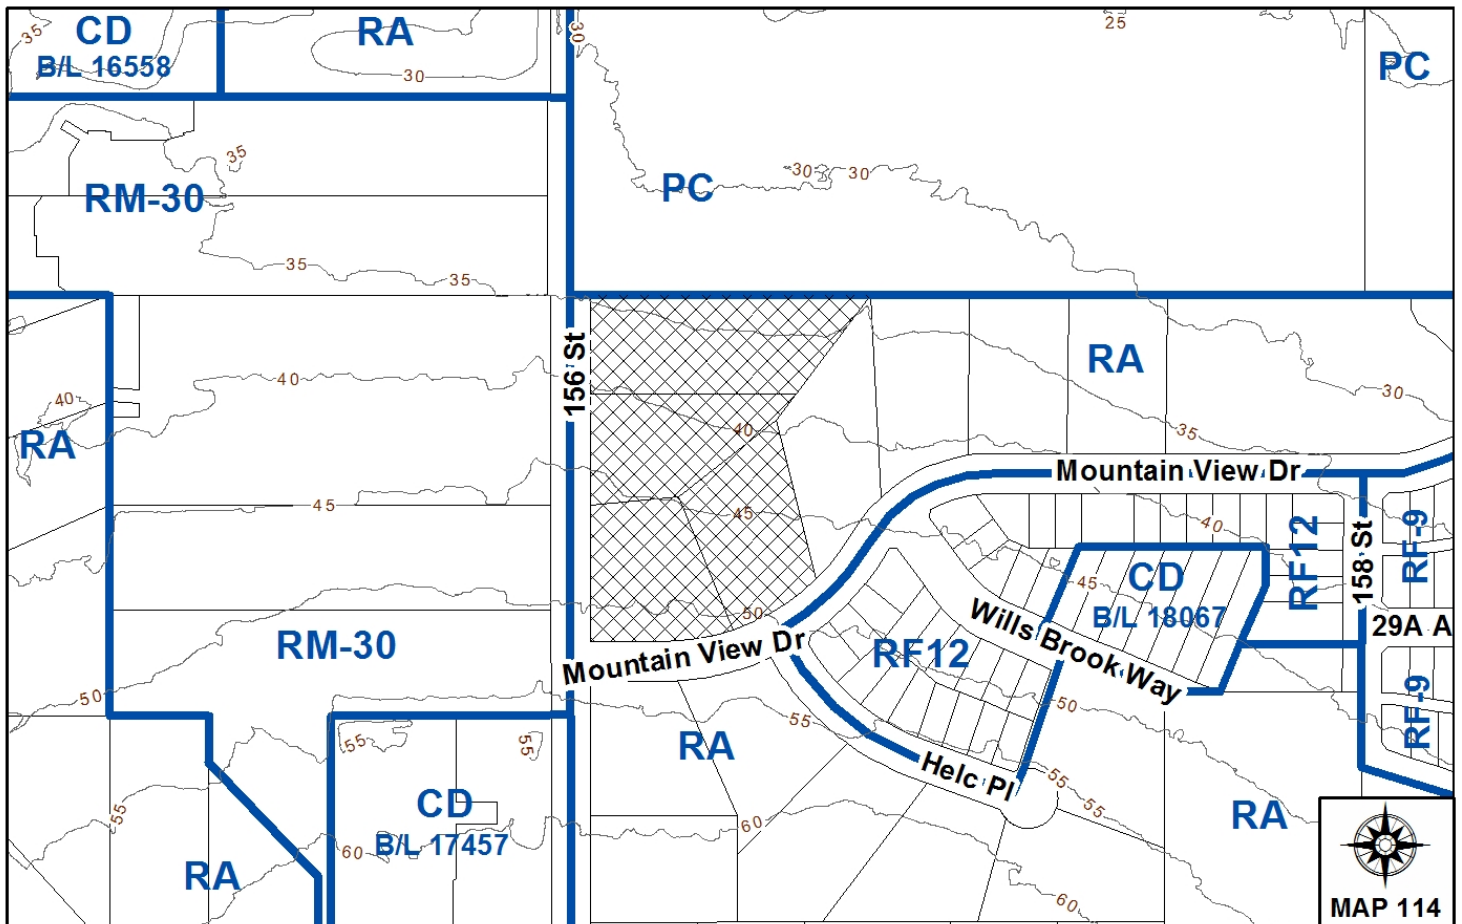 35
CD
B/L 16558
RA
30
30
25
PC
35
RM-30
30
30
PC
35
35
156 St
RA
40
40
30
RA
40
35
Mountain View Dr
45
45
40
RF12
158 St
RF-9
45
CD
B/L 18067
50
Wills Brook Way
29A A
RM-30
Mountain View Dr
RF12
50
50
RF-9
55
55
55
RA
Helc Pl
55
55
55
CD
B/L 17457
60
60
RA
RA
60
MAP 114